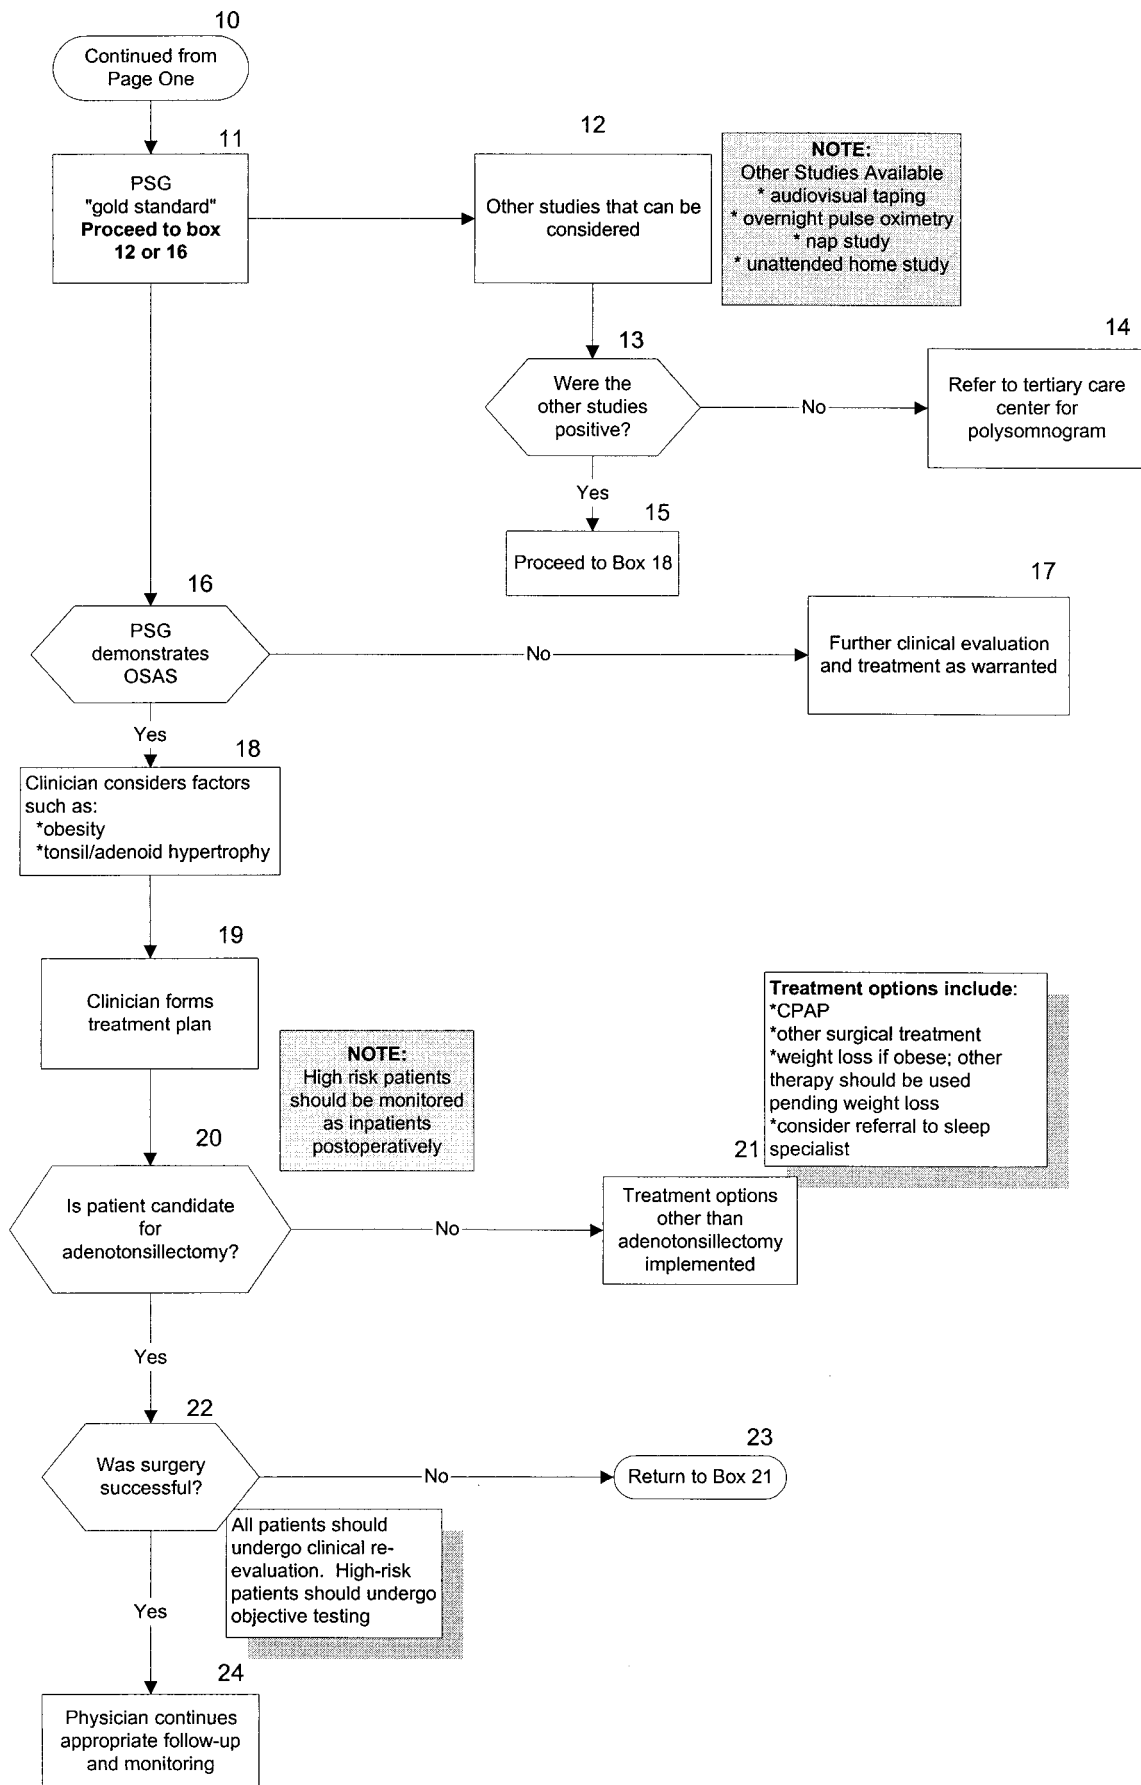 10
Continued from
Page One
11
PSG
"gold standard"
Proceed to box
12 or 16
12
Other studies that can be
considered
NOTE:
Other Studies Available
* audiovisual taping
* overnight pulse oximetry
* nap study
* unattended home study
13
Were the
other studies
positive?
No
14
Refer to tertiary care
center for
polysomnogram
Yes
15
Proceed to Box 18
16
PSG
demonstrates
OSAS
No
17
Further clinical evaluation
and treatment as warranted
Yes
18
Clinician considers factors
such as:
*obesity
*tonsil/adenoid hypertrophy
19
Clinician forms
treatment plan
NOTE:
High risk patients
should be monitored
as inpatients
postoperatively
Treatment options include:
*CPAP
*other surgical treatment
*weight loss if obese; other
therapy should be used
pending weight loss
*consider referral to sleep
specialist
20
Is patient candidate
for
adenotonsillectomy?
No
21
Treatment options
other than
adenotonsillectomy
implemented
Yes
22
Was surgery
successful?
No
23
Return to Box 21
All patients should
undergo clinical re-
evaluation. High-risk
patients should undergo
objective testing
Yes
24
Physician continues
appropriate follow-up
and monitoring